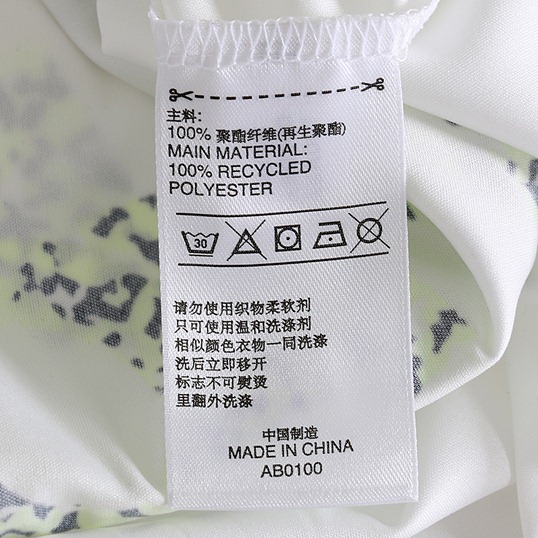 主料:
100% 聚酯纤维(再生聚酯)
MAIN MATERIAL:
100% RECYCLED
POLYESTER
30
请勿使用织物柔软剂
只可使用温和洗涤剂
相似颜色衣物一同洗涤
洗后立即移开
标志不可熨烫
里翻外洗涤
中国制造
MADE IN CHINA
AB0100